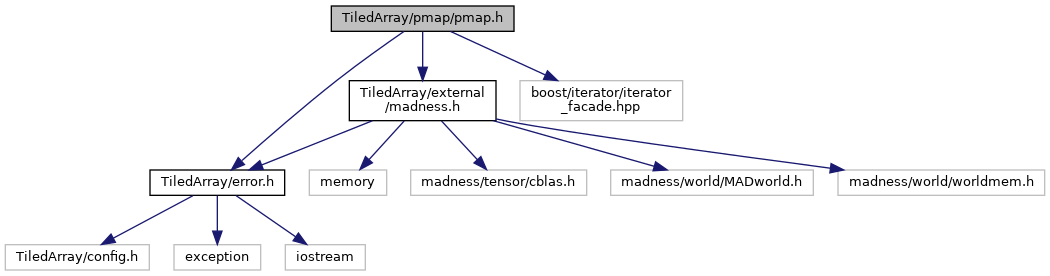 TiledArray/pmap/pmap.h
TiledArray/external
/madness.h
boost/iterator/iterator
_facade.hpp
TiledArray/error.h
memory
madness/tensor/cblas.h
madness/world/MADworld.h
madness/world/worldmem.h
TiledArray/config.h
exception
iostream